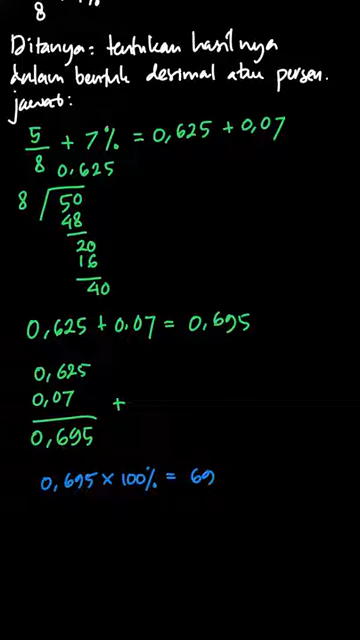 8
Ditanya: tentukan hasilnya
dalam bentuk desimal atau persen.
jawab:
5/8 + 7% = 0,625 + 0,07
0,625
8 50
48
20
16
40
0,625 + 0,07 = 0,695
0,625
0,07 +
0,695
0,695 × 100% = 69